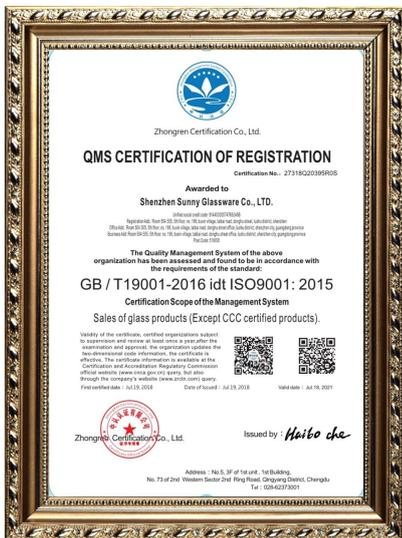 Zhongren Certification Co., Ltd.
QMS CERTIFICATION OF REGISTRATION
Certification No.: 27318Q20395R0S
Awarded to
Shenzhen Sunny Glassware Co., LTD.
Post Code: 518000
The Quality Management System of the above
organization has been assessed and found to be in accordance with
the requirements of the standard:
GB / T19001-2016 idt ISO9001: 2015
Certification Scope of the Management System
Sales of glass products (Except CCC certified products).
Validity of the certificate, certified organizations subject
to supervision and review at least once a year,after the
examination and approval, the organization updates the
two-dimensional code information, the certificate is
effective. The certificate information is available at the
Certification and Accreditation Regulatory Commission
official website (www.cnca.gov.cn) query, but also
through the company's website (www.zrclr.com) query.
First certified date : Jul.19, 2018
Date of Issued : Jul.19, 2018
Valid date : Jul.18, 2021
Zhongren Certification Co., Ltd.
Issued by : Haibo che
Address : No.5, 3F of 1st unit , 1st Building,
No. 73 of 2nd Western Sector 2nd Ring Road, Qingyang District, Chengdu
Tel : 028-62373001